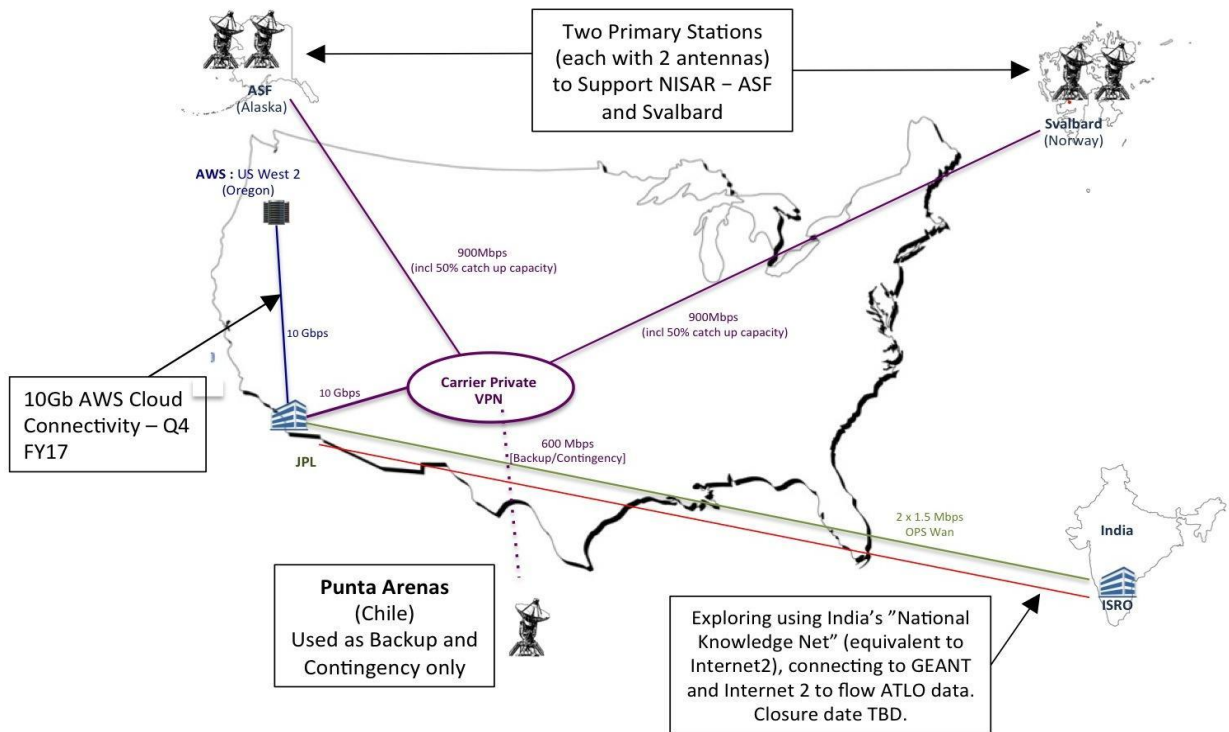 Two Primary Stations
(each with 2 antennas)
to Support NISAR – ASF
and Svalbard
ASF
(Alaska)
Svalbard
(Norway)
AWS : US West 2
(Oregon)
900Mbps
(incl 50% catch up capacity)
900Mbps
(incl 50% catch up capacity)
10 Gbps
10Gb AWS Cloud
Connectivity – Q4
FY17
10 Gbps
Carrier Private
VPN
JPL
600 Mbps
[Backup/Contingency]
2 x 1.5 Mbps
OPS Wan
India
ISRO
Punta Arenas
(Chile)
Used as Backup and
Contingency only
Exploring using India's "National
Knowledge Net" (equivalent to
Internet2), connecting to GEANT
and Internet 2 to flow ATLO data.
Closure date TBD.